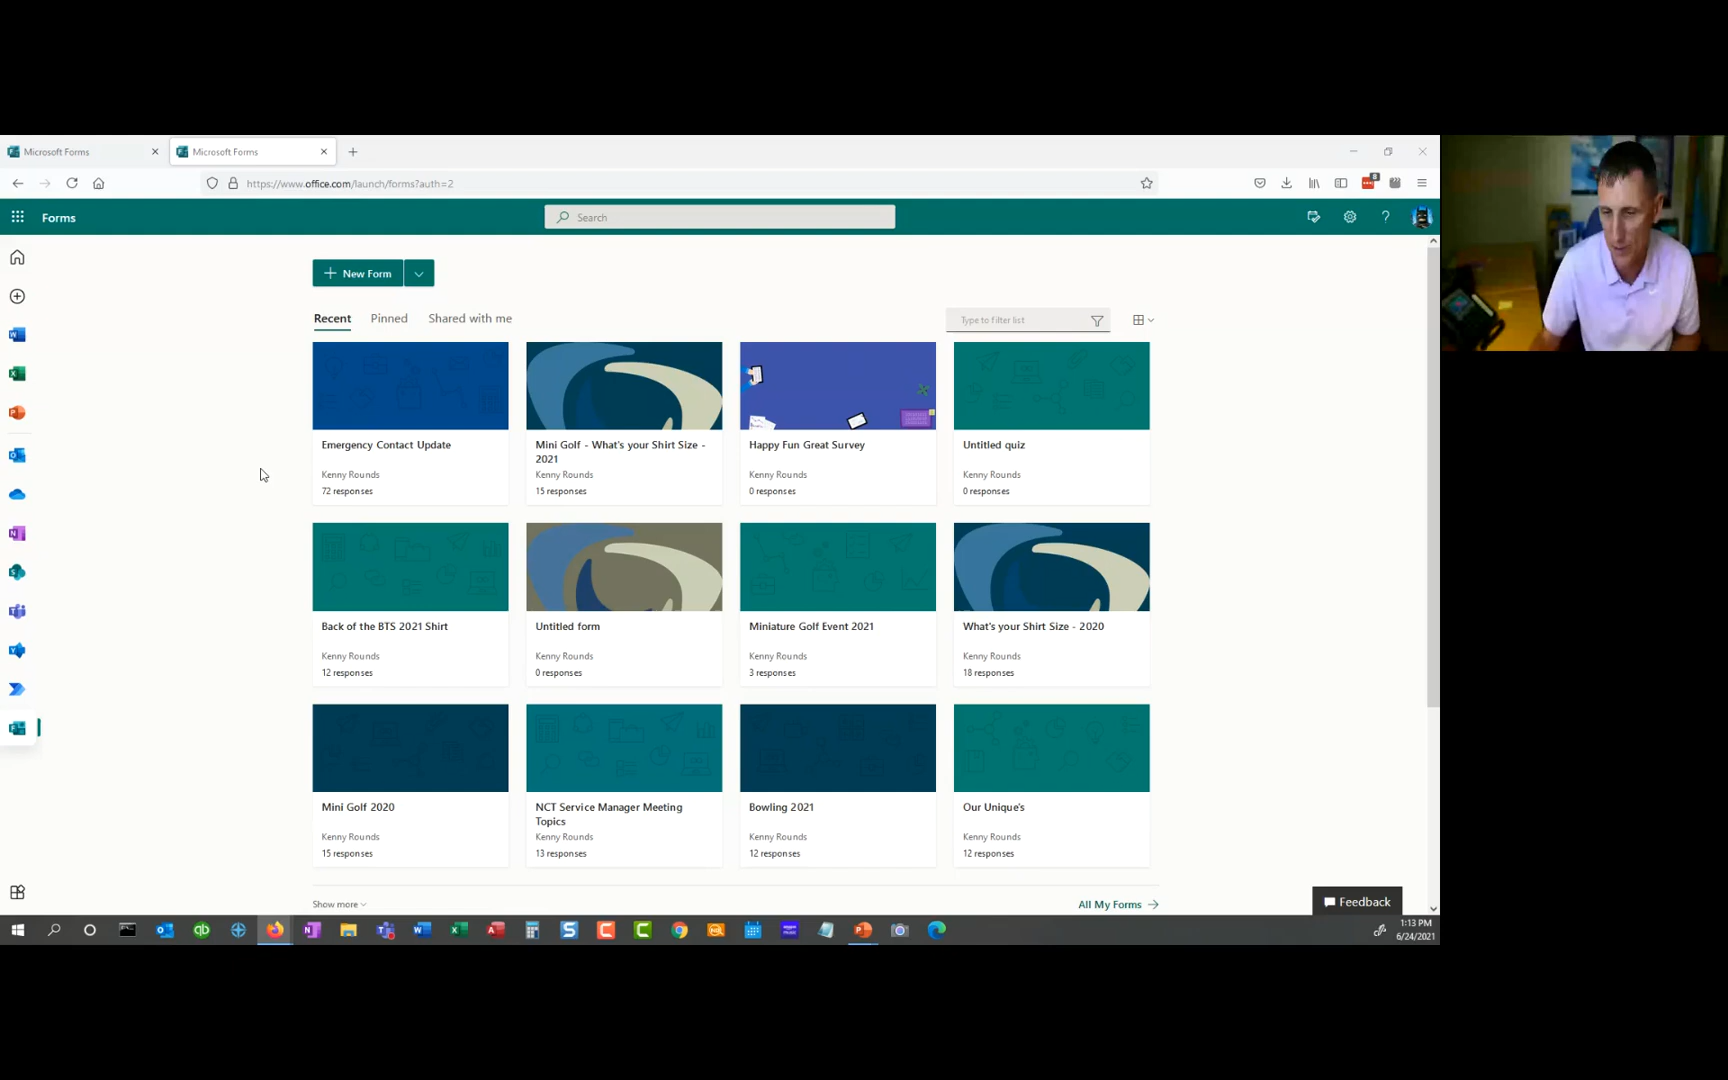 Microsoft Forms
Microsoft Forms
https://www.office.com/launch/forms?auth=2
8
Forms
Search
New Form
Recent
Pinned
Shared with me
Type to filter list
Emergency Contact Update
Kenny Rounds
72 responses
Mini Golf - What's your Shirt Size -
2021
Kenny Rounds
15 responses
Happy Fun Great Survey
Kenny Rounds
0 responses
Untitled quiz
Kenny Rounds
0 responses
Back of the BTS 2021 Shirt
Kenny Rounds
12 responses
Untitled form
Kenny Rounds
0 responses
Miniature Golf Event 2021
Kenny Rounds
3 responses
What's your Shirt Size - 2020
Kenny Rounds
18 responses
Mini Golf 2020
Kenny Rounds
15 responses
NCT Service Manager Meeting
Topics
Kenny Rounds
13 responses
Bowling 2021
Kenny Rounds
12 responses
Our Unique's
Kenny Rounds
12 responses
Show more
All My Forms
Feedback
1:13 PM
6/24/2021